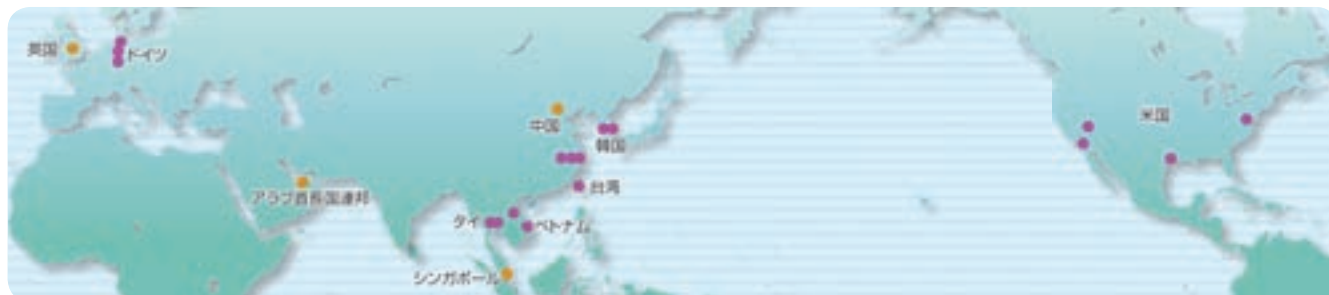 英国
ドイツ
中国
韓国
米国
台湾
アラブ首長国連邦
タイ
ベトナム
シンガポール